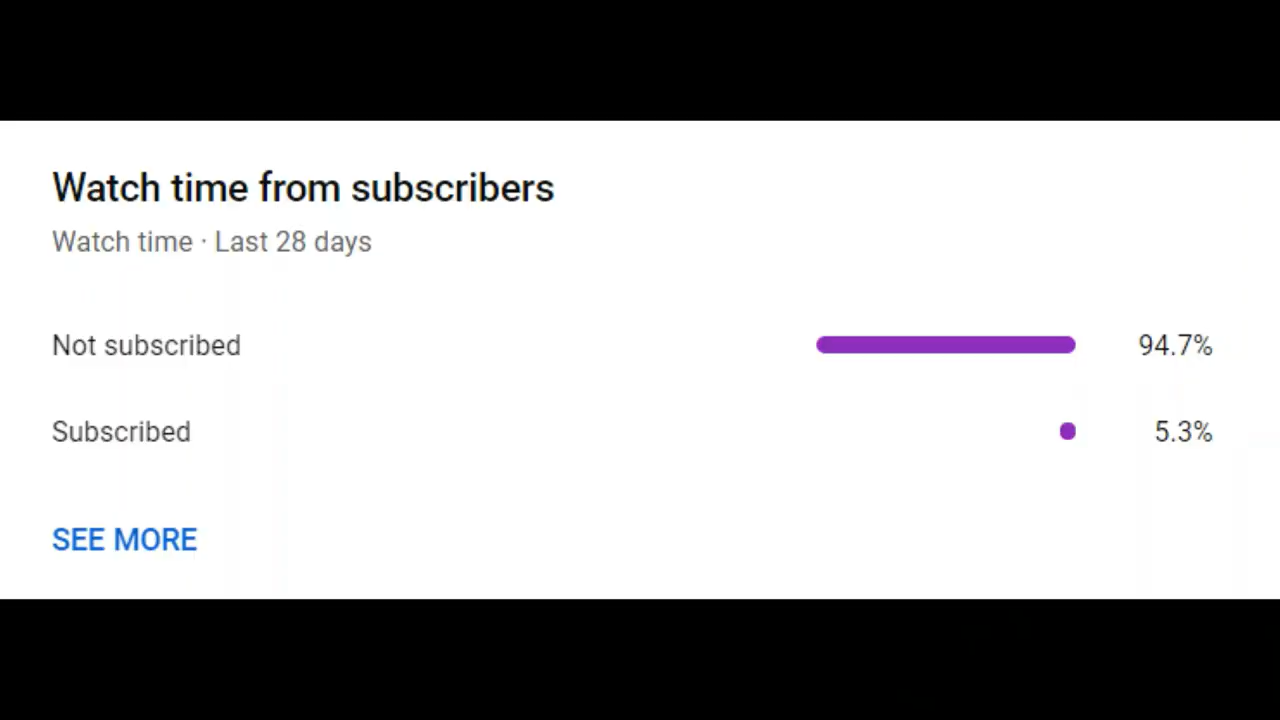 Watch time from subscribers
Watch time · Last 28 days
Not subscribed 94.7%
Subscribed 5.3%
SEE MORE